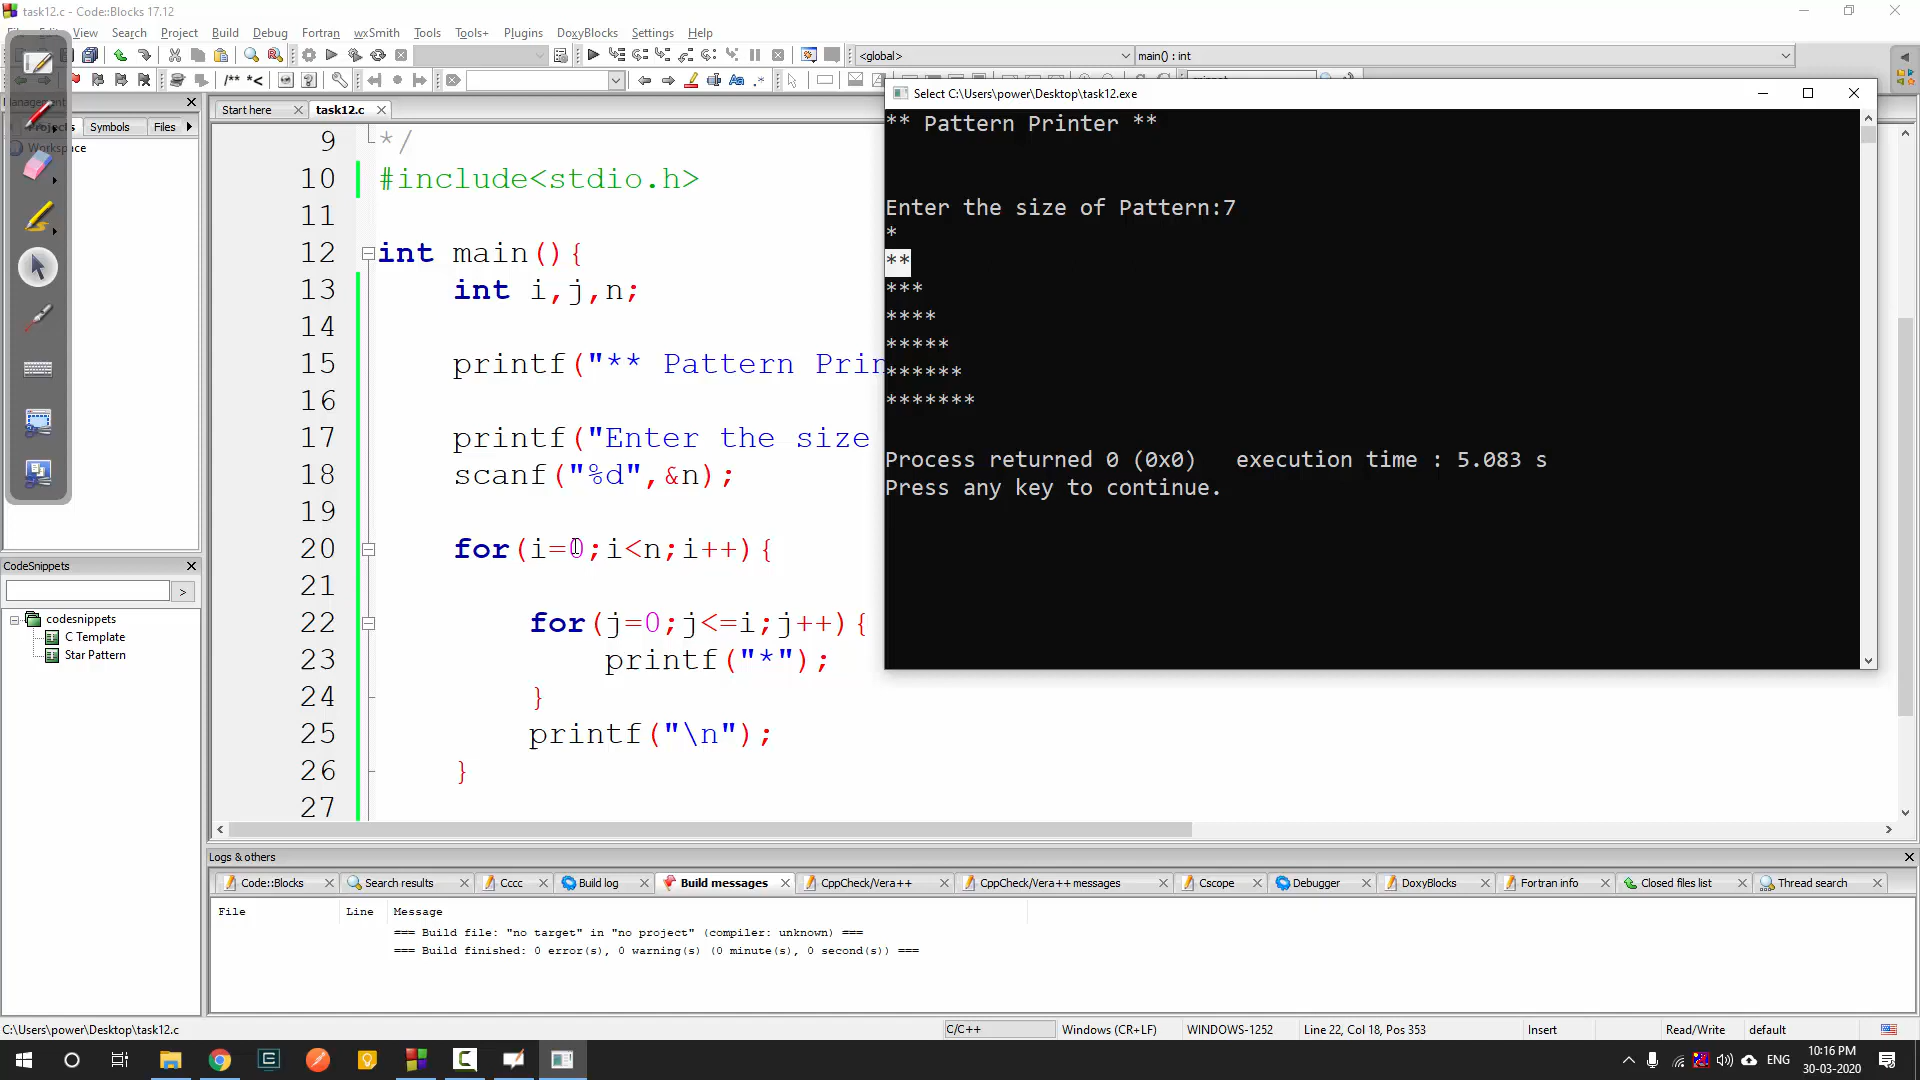 task12.c - Code::Blocks 17.12
View Search Project Build Debug Fortran wxSmith Tools Tools+ Plugins DoxyBlocks Settings Help
<global>
main() : int
/** *<
Management
Projects Symbols Files
Workspace
Start here
task12.c
9 */
10 #include<stdio.h>
11
12 int main(){
13 int i,j,n;
14
15 printf("** Pattern Prin
16
17 printf("Enter the size
18 scanf("%d",&n);
19
20 for(i=0;i<n;i++){
21
22 for(j=0;j<=i;j++){
23 printf("*");
24 }
25 printf("\n");
26 }
27
Select C:\Users\power\Desktop\task12.exe
** Pattern Printer **
Enter the size of Pattern:7
*
**
***
****
*****
******
*******
Process returned 0 (0x0) execution time : 5.083 s
Press any key to continue.
CodeSnippets
>
codesnippets
C Template
Star Pattern
Logs & others
Code::Blocks Search results Cccc Build log Build messages CppCheck/Vera++ CppCheck/Vera++ messages Cscope Debugger DoxyBlocks Fortran info Closed files list Thread search
File Line Message
=== Build file: "no target" in "no project" (compiler: unknown) ===
=== Build finished: 0 error(s), 0 warning(s) (0 minute(s), 0 second(s)) ===
C:\Users\power\Desktop\task12.c
C/C++
Windows (CR+LF)
WINDOWS-1252
Line 22, Col 18, Pos 353
Insert
Read/Write
default
ENG
10:16 PM
30-03-2020